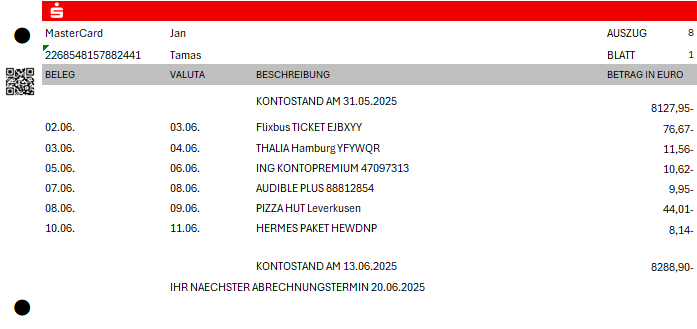 MasterCard Jan AUSZUG 8
2268548157882441 Tamas BLATT 1
BELEG VALUTA BESCHREIBUNG BETRAG IN EURO
KONTOSTAND AM 31.05.2025 8127,95-
02.06. 03.06. Flixbus TICKET EJBXYY 76,67-
03.06. 04.06. THALIA Hamburg YFYWQR 11,56-
05.06. 06.06. ING KONTOPREMIUM 47097313 10,62-
07.06. 08.06. AUDIBLE PLUS 88812854 9,95-
08.06. 09.06. PIZZA HUT Leverkusen 44,01-
10.06. 11.06. HERMES PAKET HEWDNP 8,14-
KONTOSTAND AM 13.06.2025 8288,90-
IHR NAECHSTER ABRECHNUNGSTERMIN 20.06.2025